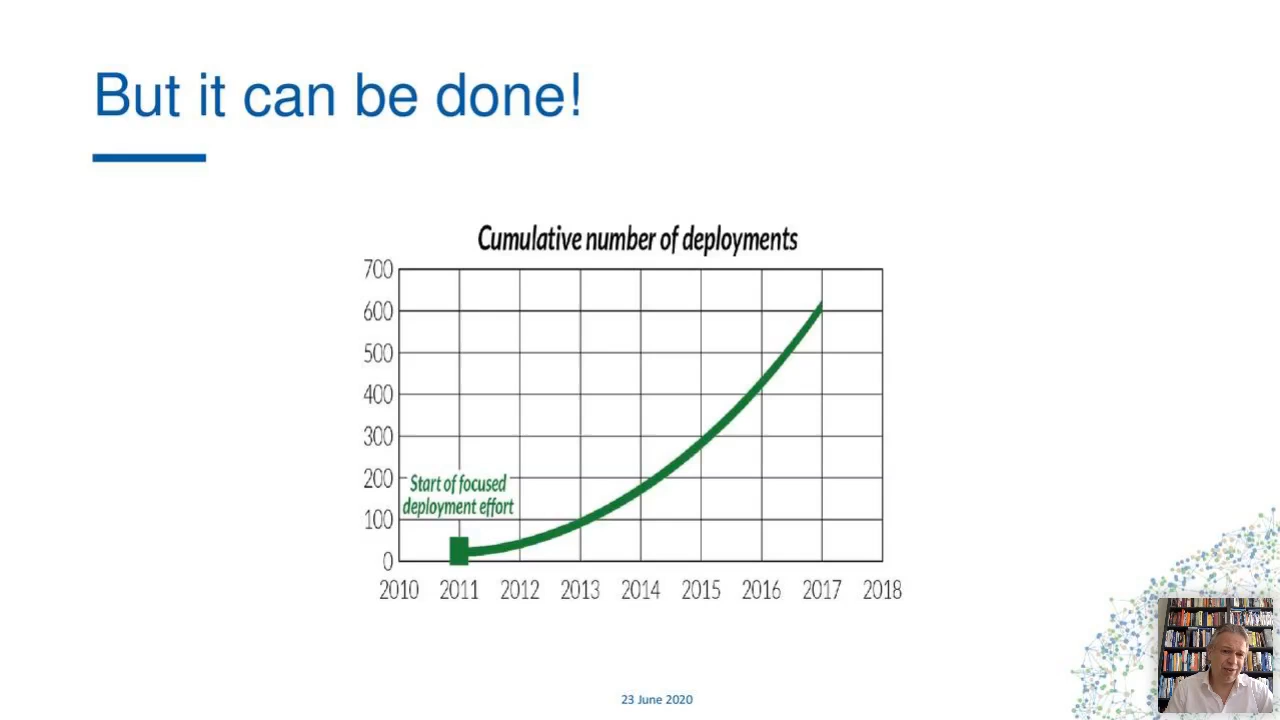 But it can be done!
Cumulative number of deployments
700
600
500
400
300
200
100
0
Start of focused
deployment effort
2010 2011 2012 2013 2014 2015 2016 2017 2018
23 June 2020